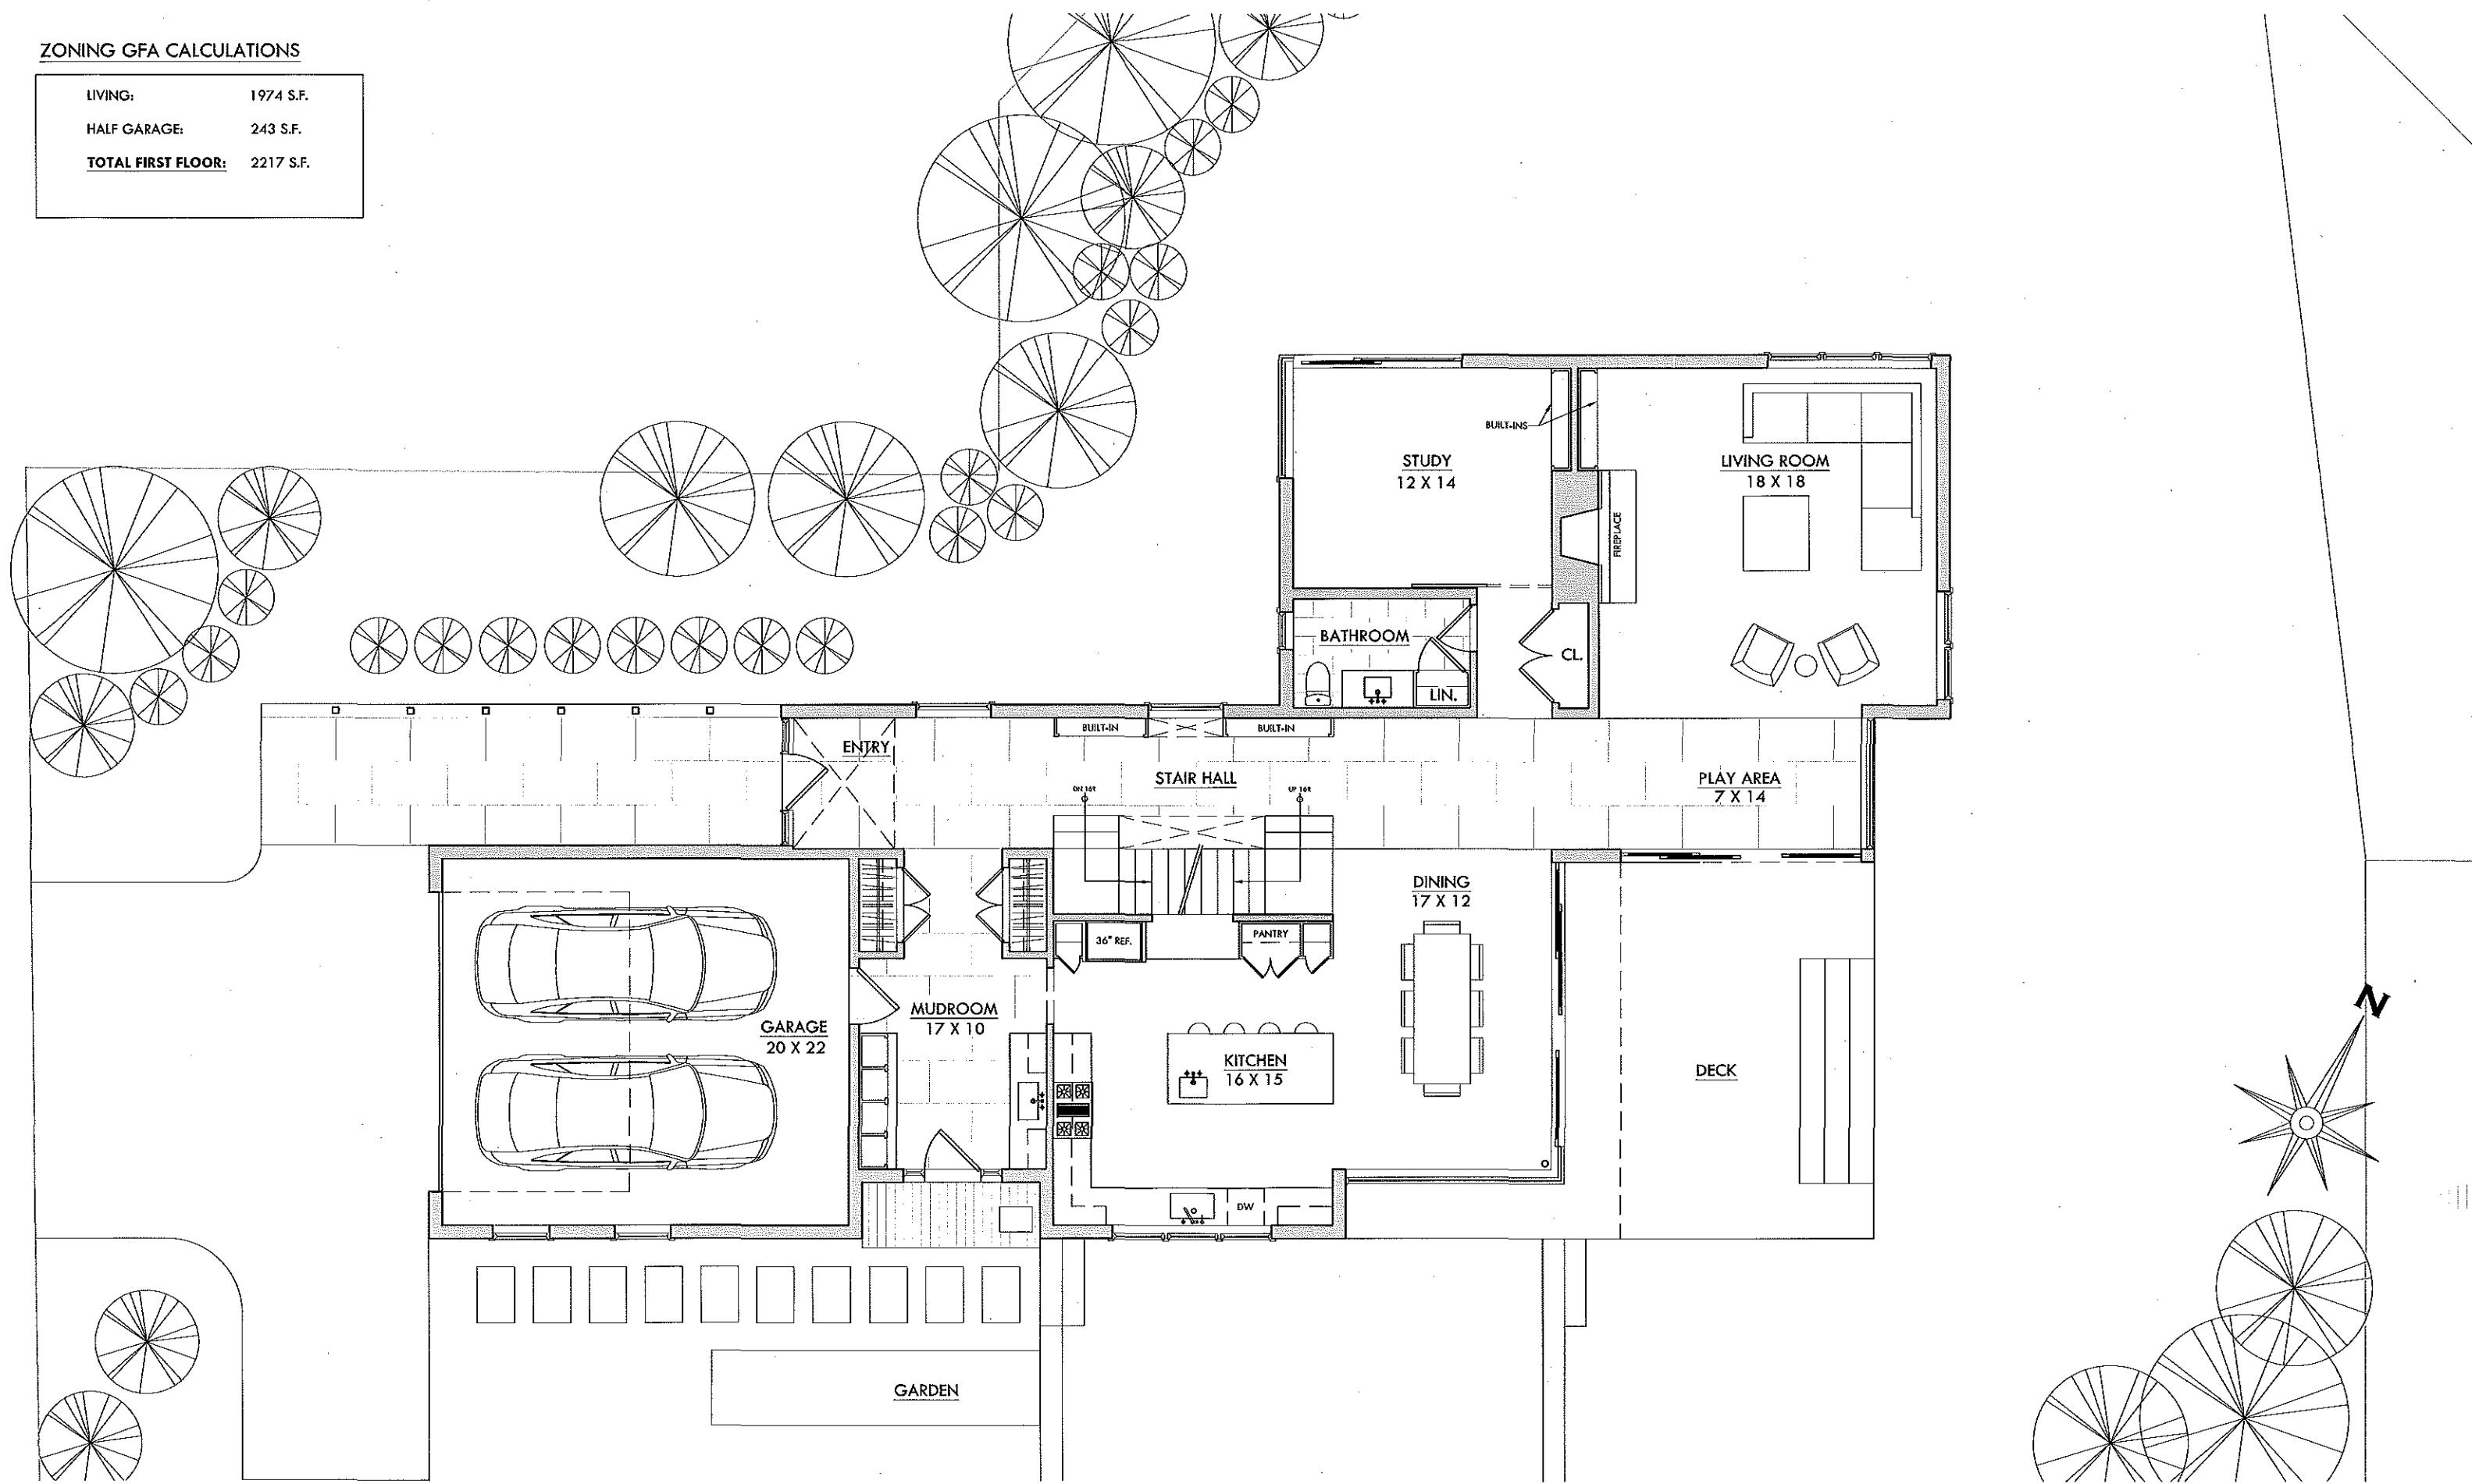 ZONING GFA CALCULATIONS
LIVING: 1974 S.F.
HALF GARAGE: 243 S.F.
TOTAL FIRST FLOOR: 2217 S.F.
BUILT-INS
STUDY
12 X 14
LIVING ROOM
18 X 18
FIREPLACE
BATHROOM
CL.
LIN.
ENTRY
BUILT-IN
BUILT-IN
STAIR HALL
PLAY AREA
7 X 14
DN 16R
UP 16R
DINING
17 X 12
36" REF.
PANTRY
MUDROOM
17 X 10
GARAGE
20 X 22
KITCHEN
16 X 15
DECK
N
DW
GARDEN